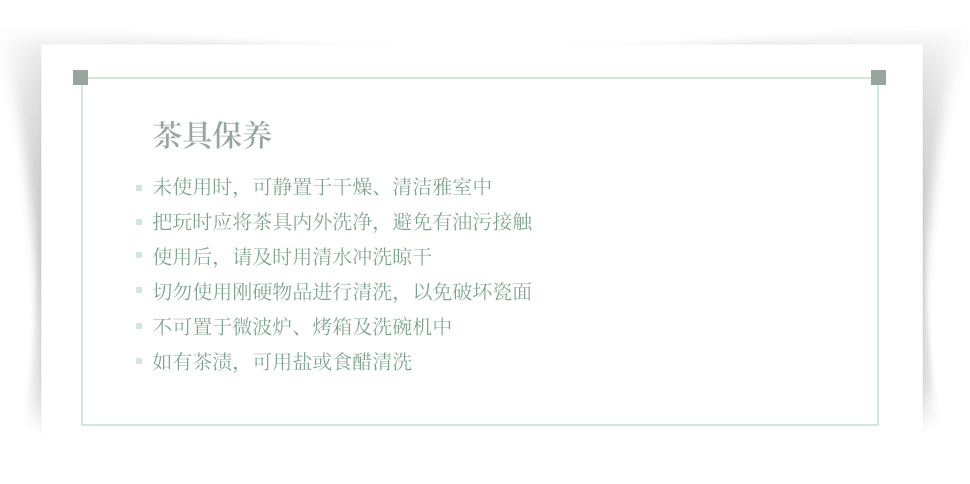 茶具保养
未使用时，可静置于干燥、清洁雅室中
把玩时应将茶具内外洗净，避免有油污接触
使用后，请及时用清水冲洗晾干
切勿使用刚硬物品进行清洗，以免破坏瓷面
不可置于微波炉、烤箱及洗碗机中
如有茶渍，可用盐或食醋清洗